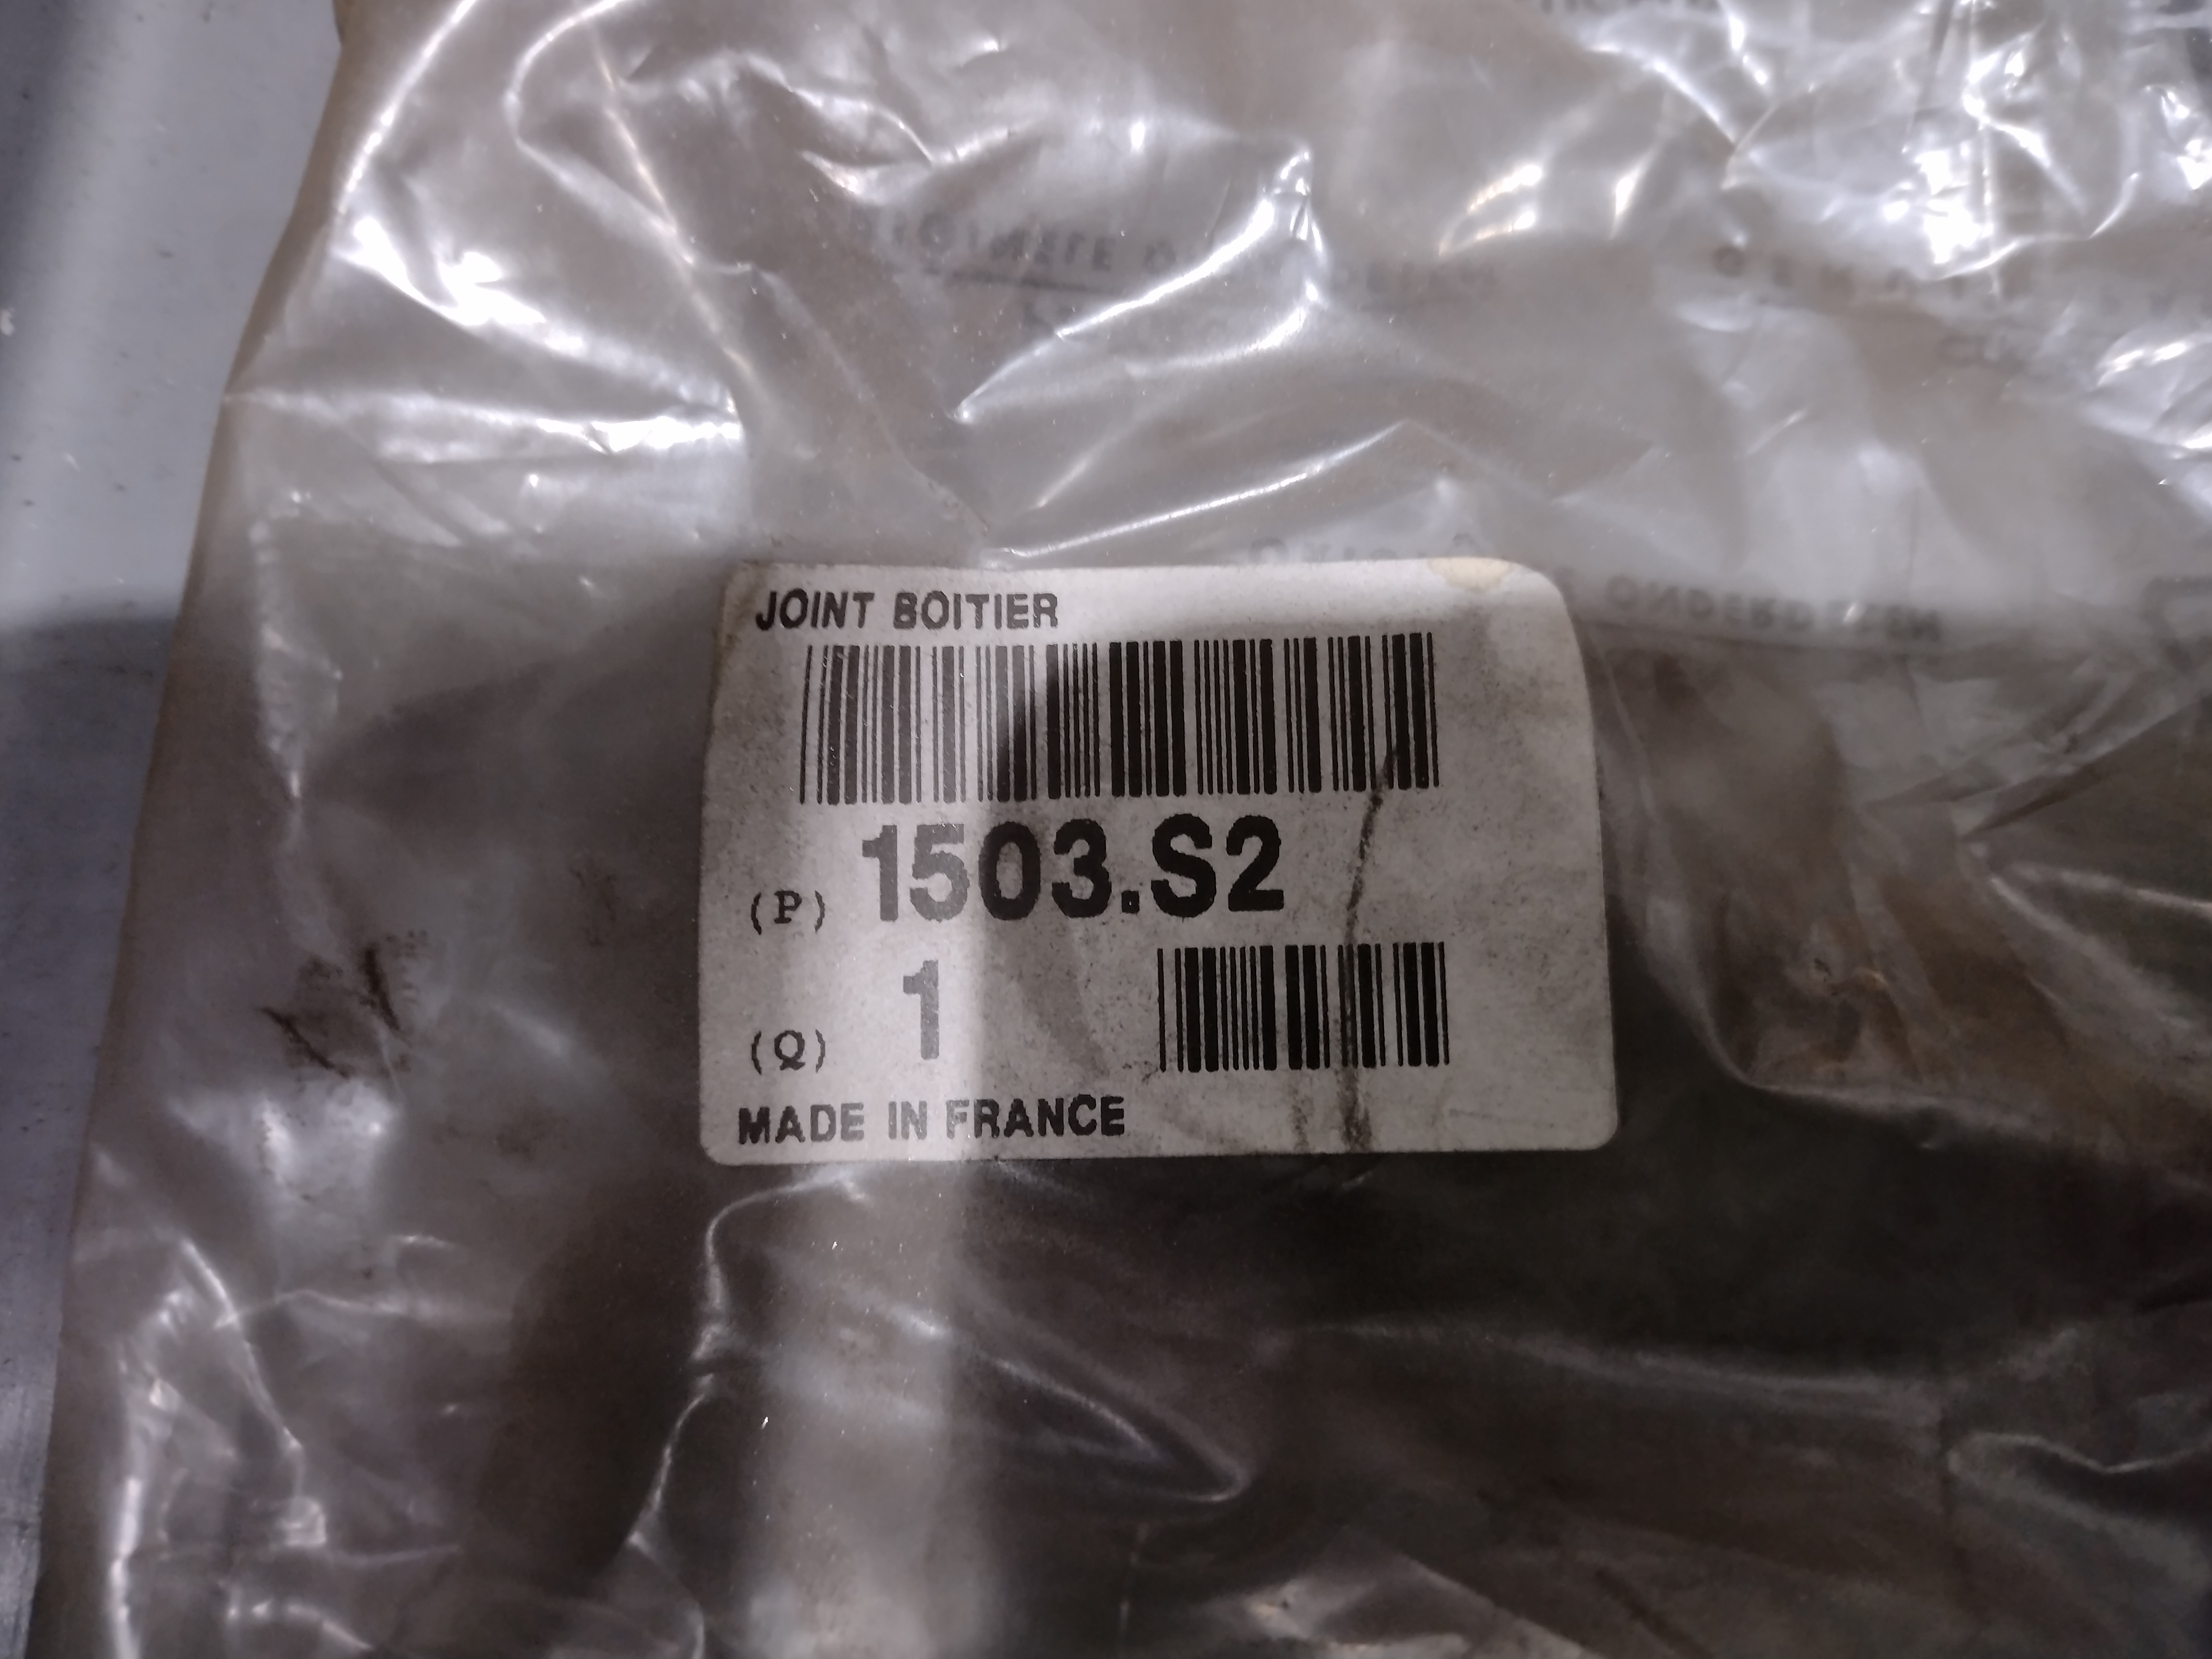 JOINT BOITIER
(P) 1503.S2
(Q) 1
MADE IN FRANCE